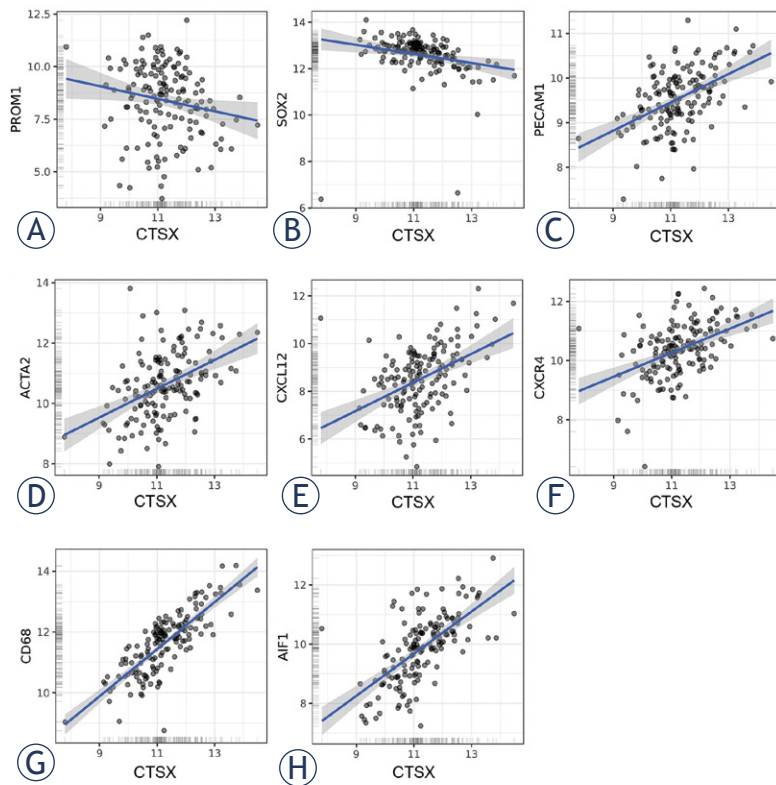 12.5
10.0
7.5
5.0
PROM1
9 11 13
CTSX
A
14
12
10
8
6
SOX2
9 11 13
CTSX
B
11
10
9
8
PECAM1
9 11 13
CTSX
C
14
12
10
8
ACTA2
9 11 13
CTSX
D
12
10
8
6
CXCL12
9 11 13
CTSX
E
12
10
8
CXCR4
9 11 13
CTSX
F
14
12
10
CD68
9 11 13
CTSX
G
12
10
8
AIF1
9 11 13
CTSX
H